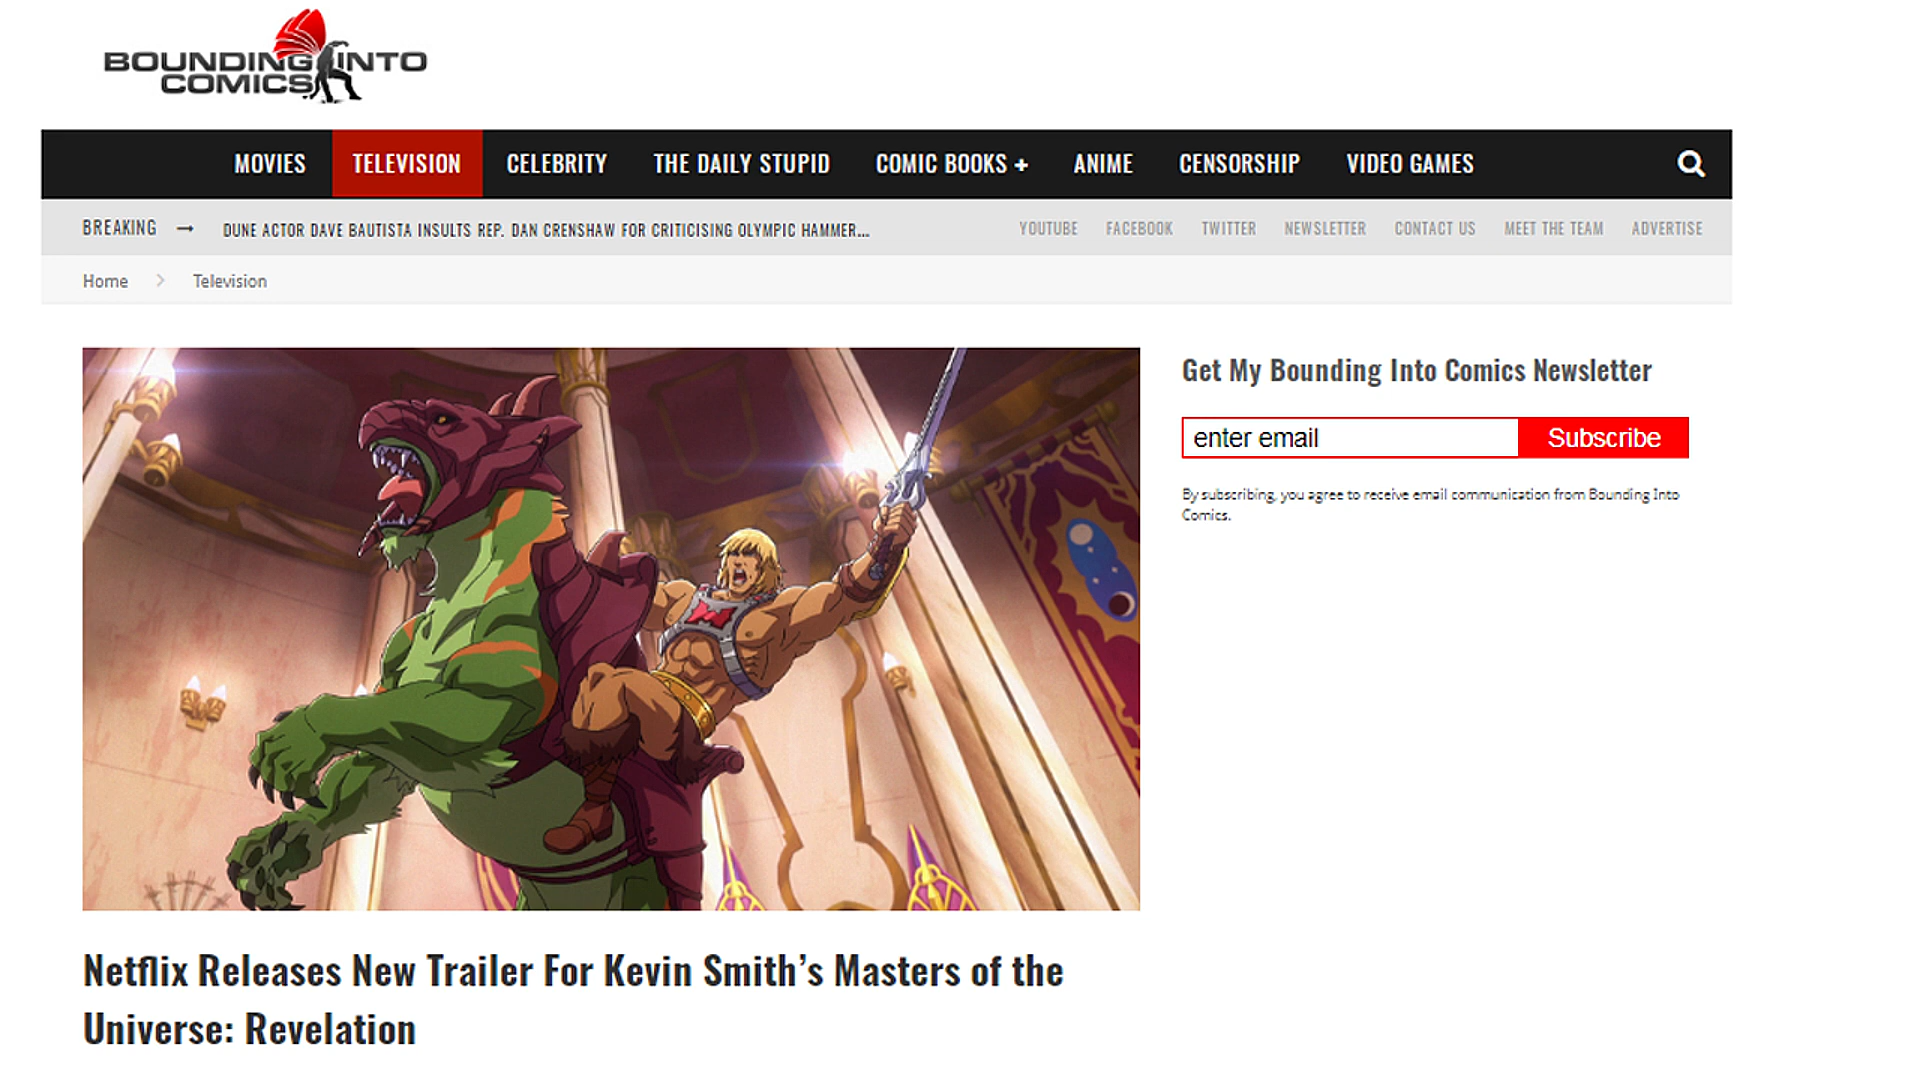 BOUNDING INTO
COMICS
MOVIES TELEVISION CELEBRITY THE DAILY STUPID COMIC BOOKS + ANIME CENSORSHIP VIDEO GAMES
BREAKING → DUNE ACTOR DAVE BAUTISTA INSULTS REP. DAN CRENSHAW FOR CRITICISING OLYMPIC HAMMER... YOUTUBE FACEBOOK TWITTER NEWSLETTER CONTACT US MEET THE TEAM ADVERTISE
Home > Television
Get My Bounding Into Comics Newsletter
enter email Subscribe
By subscribing, you agree to receive email communication from Bounding Into
Comics.
Netflix Releases New Trailer For Kevin Smith’s Masters of the
Universe: Revelation